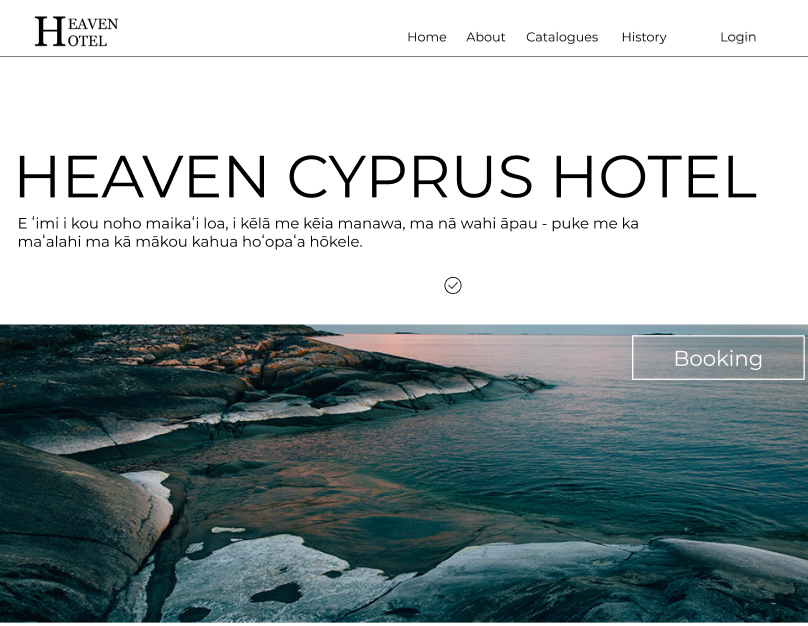 HEAVEN
HOTEL
Home About Catalogues History Login
HEAVEN CYPRUS HOTEL
E ʻimi i kou noho maikaʻi loa, i kēlā me kēia manawa, ma nā wahi āpau - puke me ka
maʻalahi ma kā mākou kahua hoʻopaʻa hōkele.
Booking